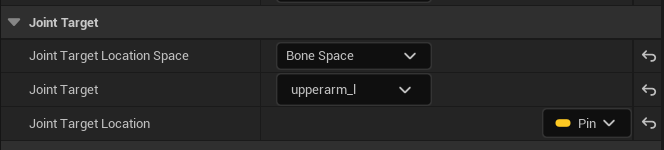 Joint Target
Joint Target Location Space Bone Space
Joint Target upperarm_l
Joint Target Location Pin